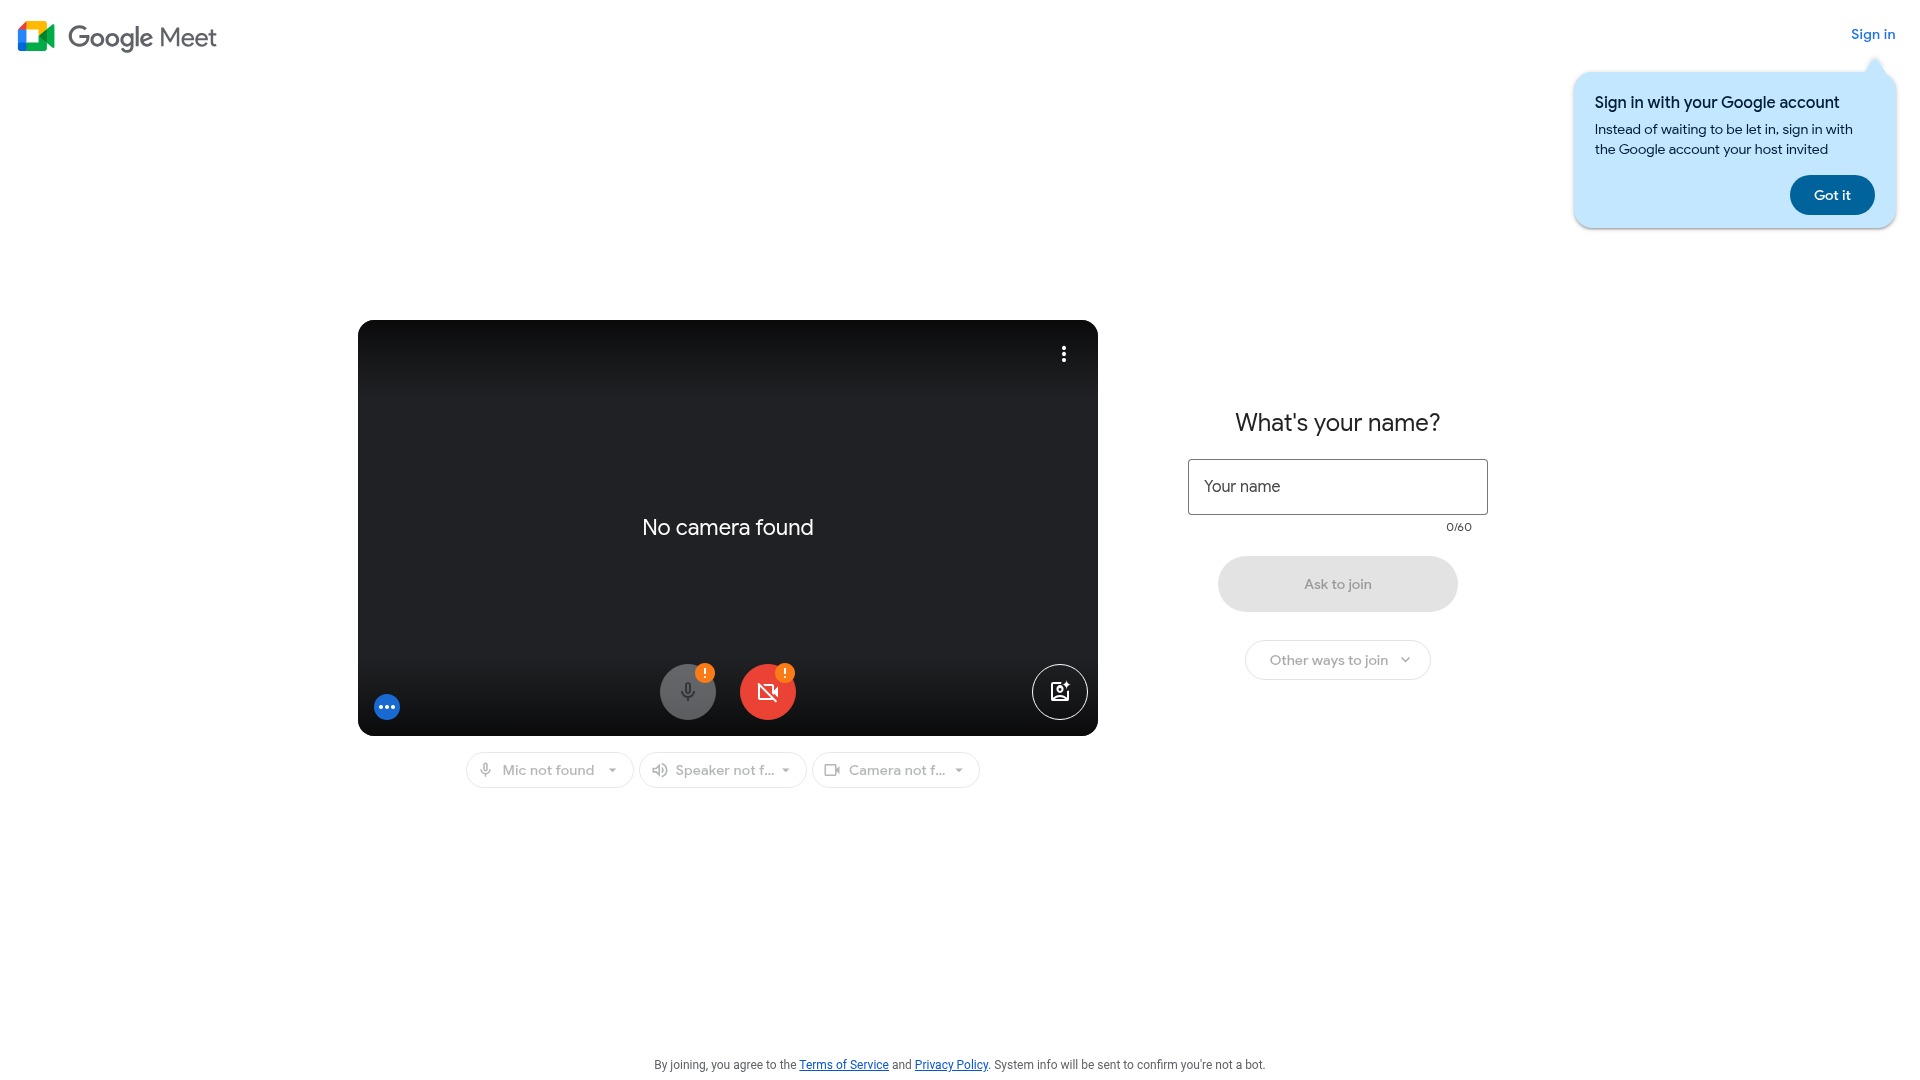 Google Meet
Sign in
Sign in with your Google account
Instead of waiting to be let in, sign in with
the Google account your host invited
Got it
No camera found
What's your name?
Your name
0/60
Ask to join
Other ways to join
Mic not found
Speaker not f...
Camera not f...
By joining, you agree to the Terms of Service and Privacy Policy. System info will be sent to confirm you're not a bot.